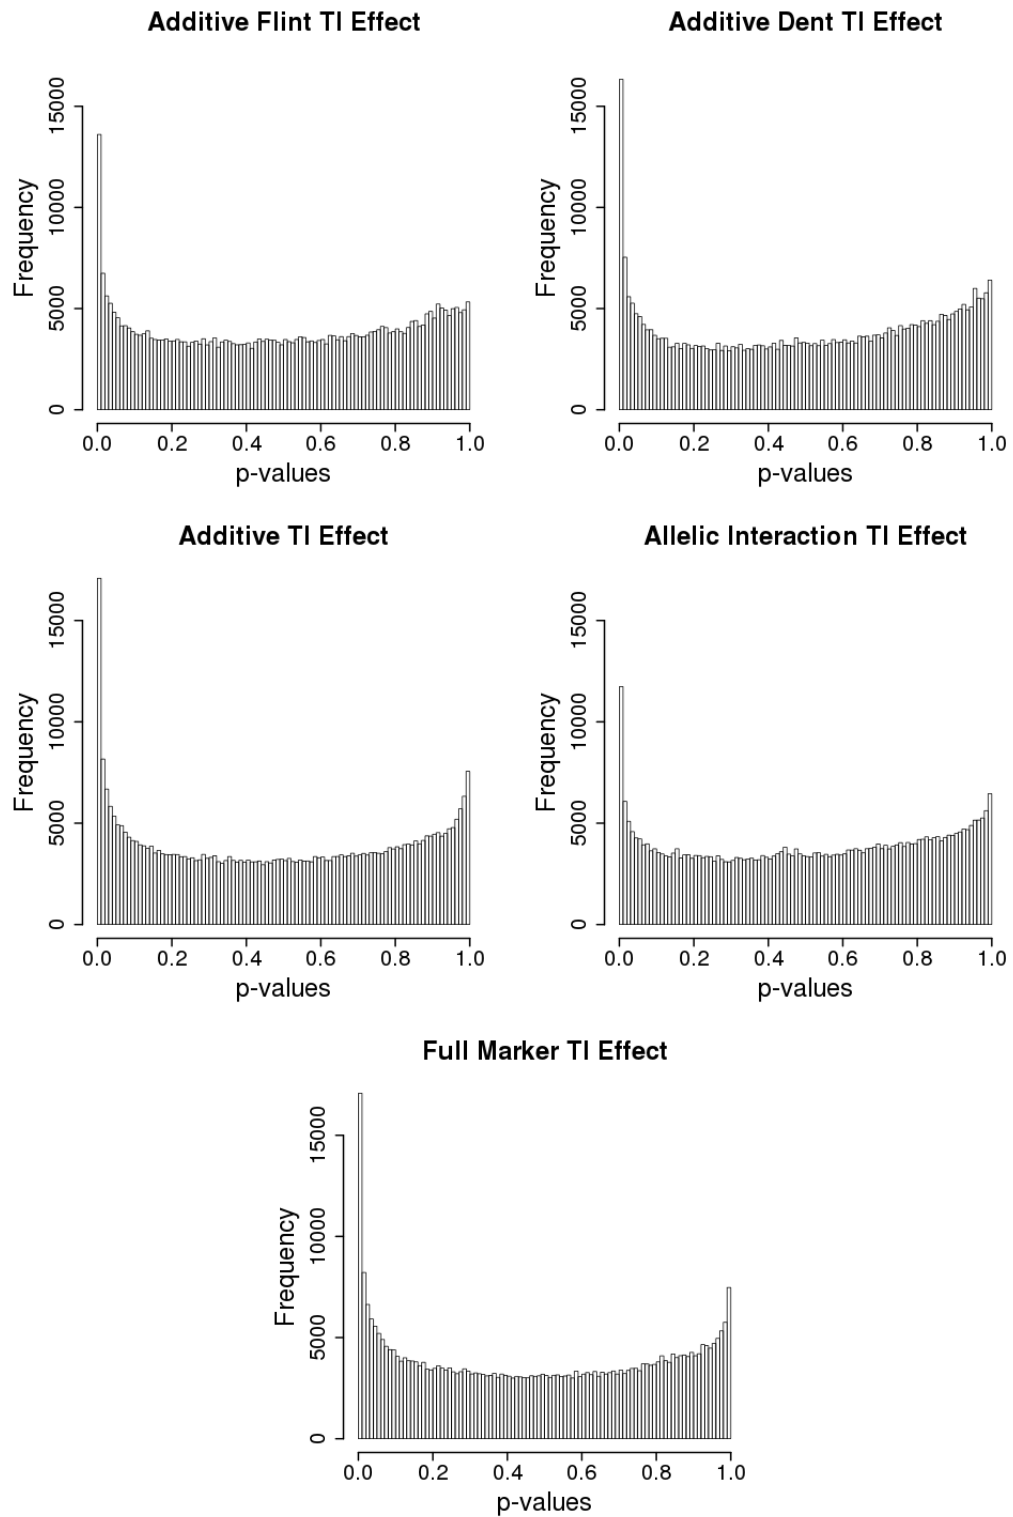 Additive Flint TI Effect
Frequency
0 5000 10000 15000
0.0 0.2 0.4 0.6 0.8 1.0
p-values
Additive Dent TI Effect
Frequency
0 5000 10000 15000
0.0 0.2 0.4 0.6 0.8 1.0
p-values
Additive TI Effect
Frequency
0 5000 10000 15000
0.0 0.2 0.4 0.6 0.8 1.0
p-values
Allelic Interaction TI Effect
Frequency
0 5000 10000 15000
0.0 0.2 0.4 0.6 0.8 1.0
p-values
Full Marker TI Effect
Frequency
0 5000 10000 15000
0.0 0.2 0.4 0.6 0.8 1.0
p-values